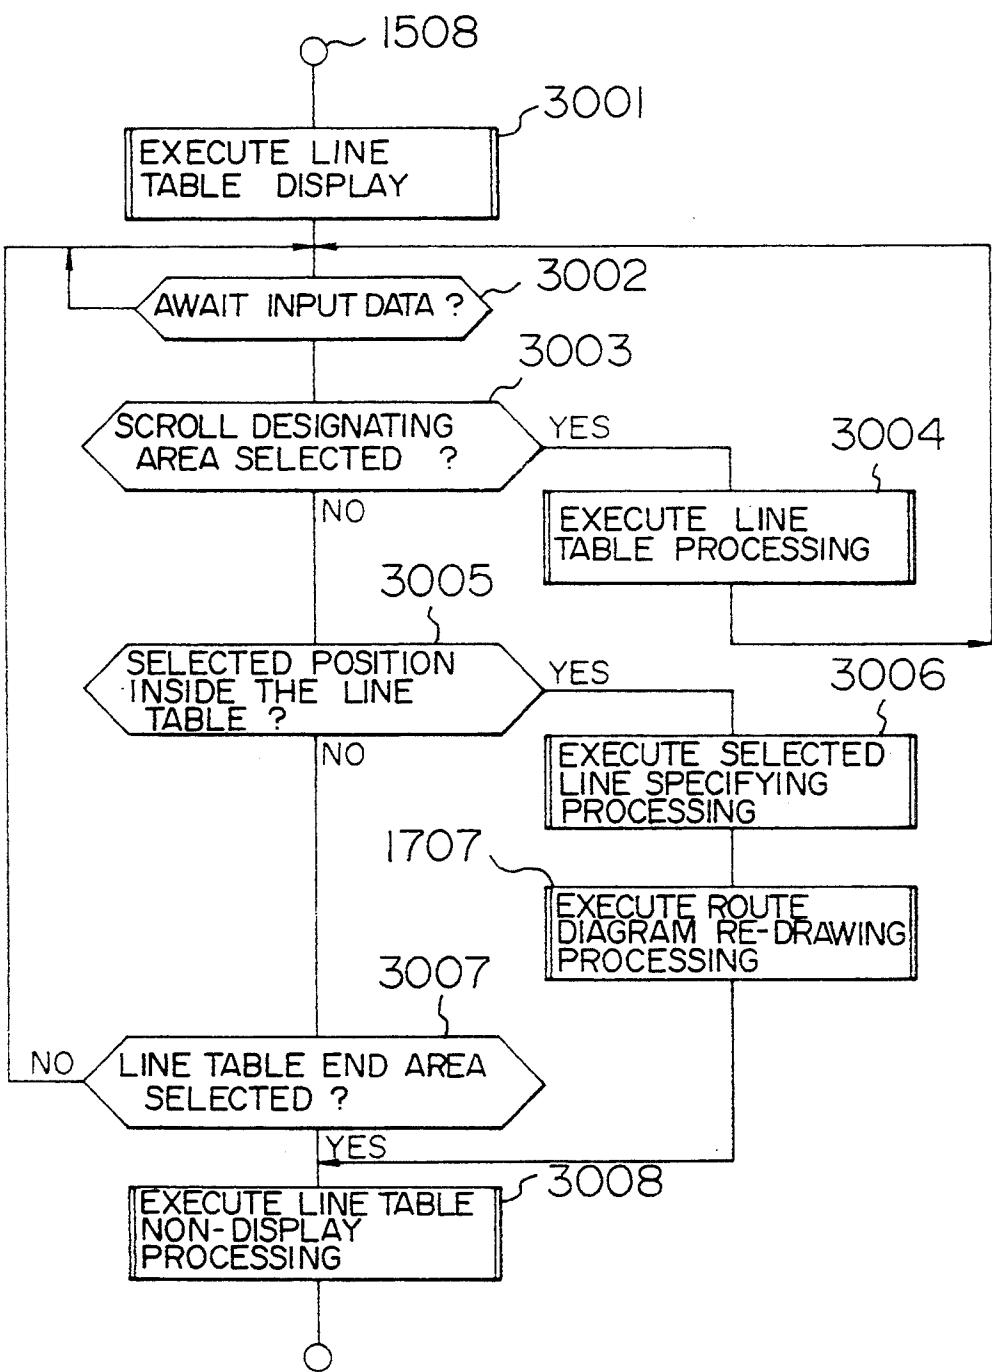 1508
3001
EXECUTE LINE
TABLE DISPLAY
3002
AWAIT INPUT DATA ?
3003
SCROLL DESIGNATING
AREA SELECTED ?
YES
NO
3004
EXECUTE LINE
TABLE PROCESSING
3005
SELECTED POSITION
INSIDE THE LINE
TABLE ?
YES
NO
3006
EXECUTE SELECTED
LINE SPECIFYING
PROCESSING
1707
EXECUTE ROUTE
DIAGRAM RE-DRAWING
PROCESSING
3007
NO
LINE TABLE END AREA
SELECTED ?
YES
3008
EXECUTE LINE TABLE
NON-DISPLAY
PROCESSING